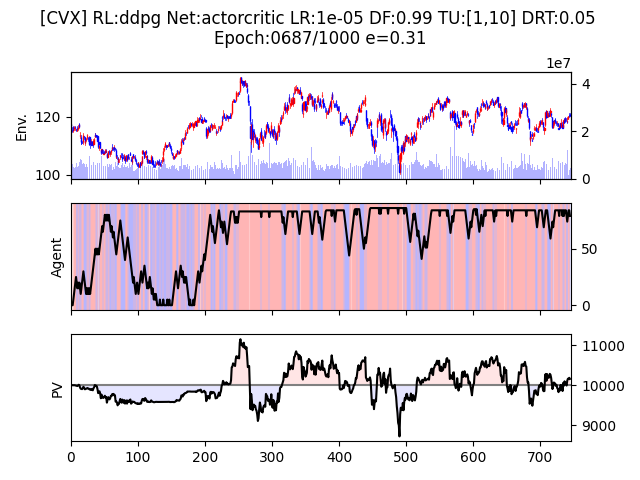 [CVX] RL:ddpg Net:actorcritic LR:1e-05 DF:0.99 TU:[1,10] DRT:0.05
Epoch:0687/1000 e=0.31
1e7
Env.
120
100
4
2
0
Agent
50
0
PV
11000
10000
9000
0 100 200 300 400 500 600 700